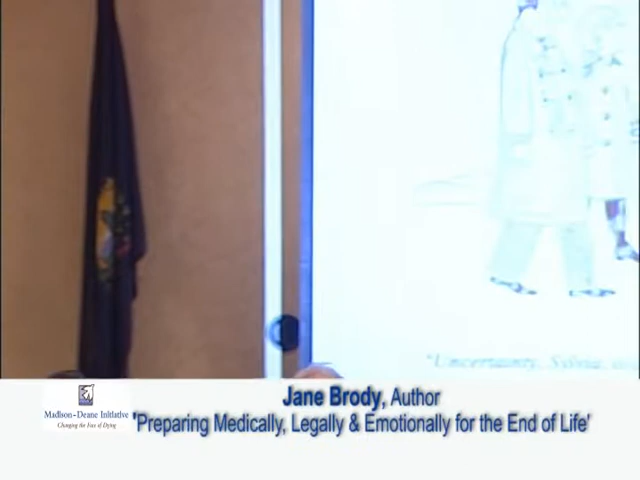 "Uncertainty, Sylvia,
Jane Brody, Author
'Preparing Medically, Legally & Emotionally for the End of Life'
Madison-Deane Initiative
Changing the Face of Dying